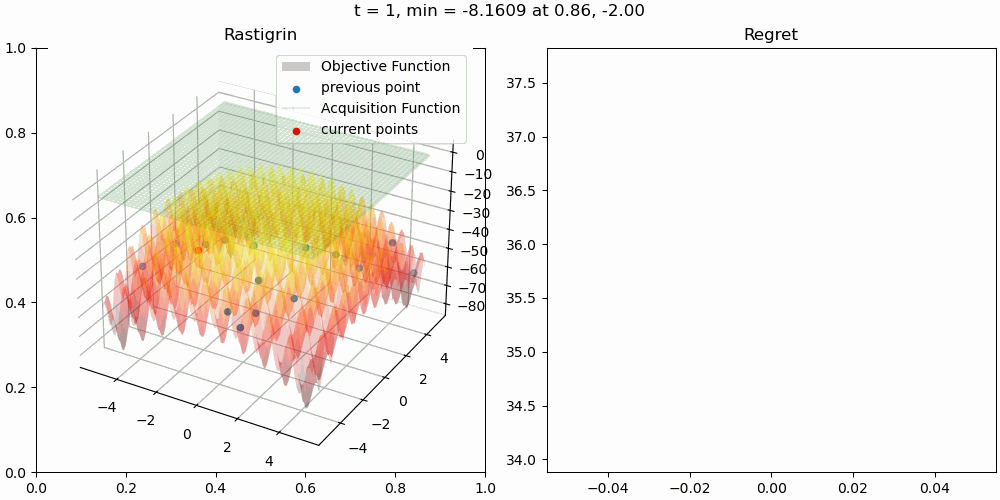 t = 1, min = -8.1609 at 0.86, -2.00
Rastigrin
Objective Function
previous point
Acquisition Function
current points
1.0
0.8
0.6
0.4
0.2
0.0
0.0 0.2 0.4 0.6 0.8 1.0
−4 −2 0 2 4
−4 −2 0 2 4
0
−10
−20
−30
−40
−50
−60
−70
−80
Regret
37.5
37.0
36.5
36.0
35.5
35.0
34.5
34.0
−0.04 −0.02 0.00 0.02 0.04